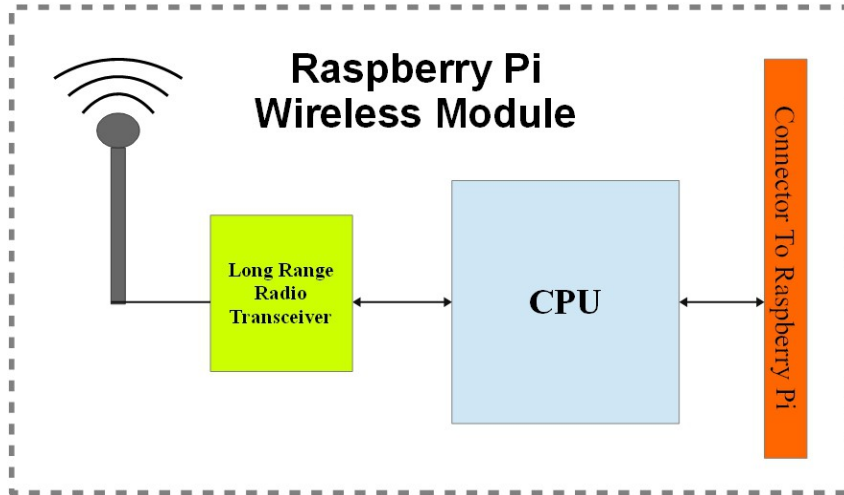 Raspberry Pi
Wireless Module
Long Range
Radio
Transceiver
CPU
Connector To Raspberry Pi